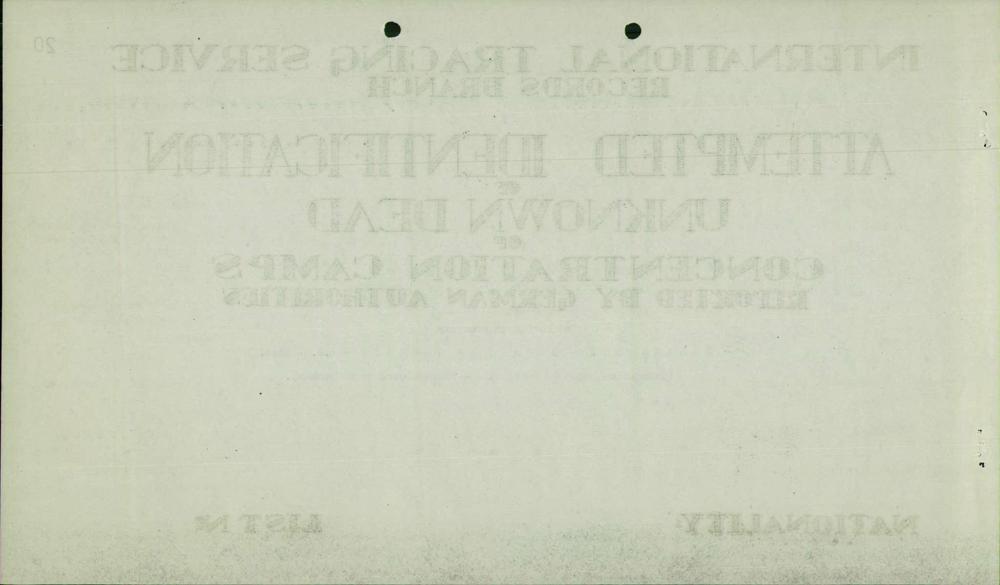 20
INTERNATIONAL TRACING SERVICE
RECORDS BRANCH
ATTEMPTED IDENTIFICATION
OF
UNKNOWN DEAD
OF
CONCENTRATION CAMPS
REPORTED BY GERMAN AUTHORITIES
NATIONALITY: LIST Nº